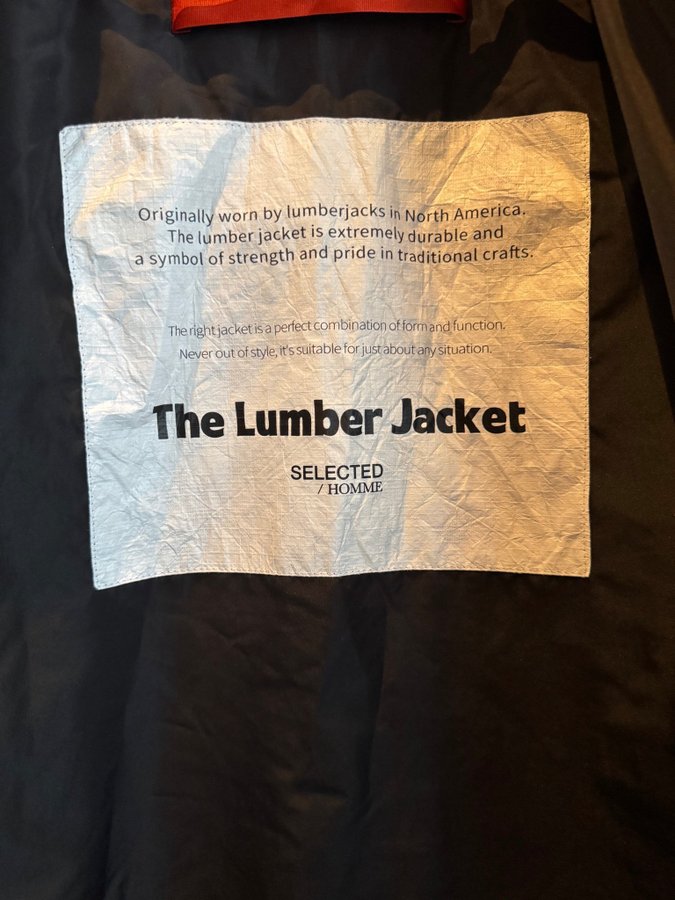 Originally worn by lumberjacks in North America.
The lumber jacket is extremely durable and
a symbol of strength and pride in traditional crafts.
The right jacket is a perfect combination of form and function.
Never out of style, it's suitable for just about any situation.
The Lumber Jacket
SELECTED
/ HOMME